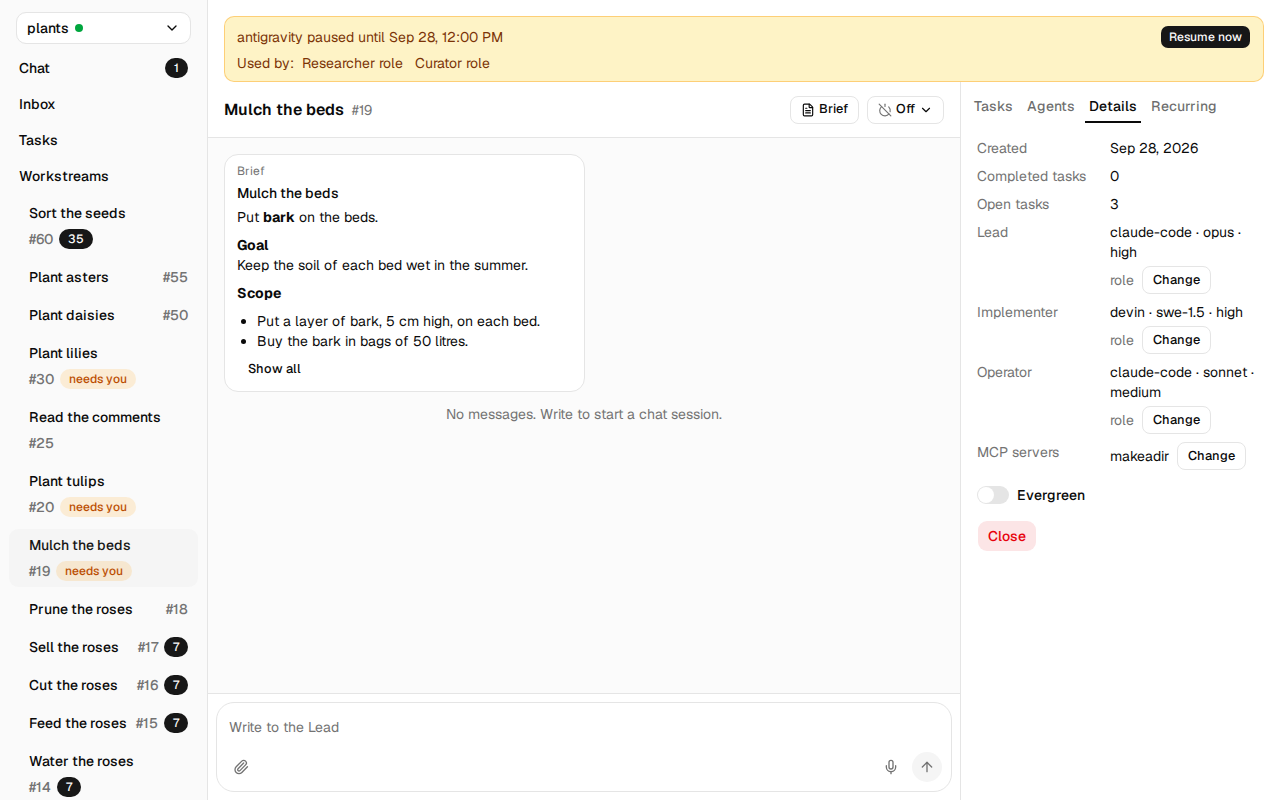 plants
Chat 1
Inbox
Tasks
Workstreams
Sort the seeds
#60 35
Plant asters #55
Plant daisies #50
Plant lilies
#30 needs you
Read the comments
#25
Plant tulips
#20 needs you
Mulch the beds
#19 needs you
Prune the roses #18
Sell the roses #17 7
Cut the roses #16 7
Feed the roses #15 7
Water the roses
#14 7
antigravity paused until Sep 28, 12:00 PM
Resume now
Used by: Researcher role Curator role
Mulch the beds #19
Brief
Off
Brief
Mulch the beds
Put bark on the beds.
Goal
Keep the soil of each bed wet in the summer.
Scope
• Put a layer of bark, 5 cm high, on each bed.
• Buy the bark in bags of 50 litres.
Show all
No messages. Write to start a chat session.
Write to the Lead
Tasks Agents Details Recurring
Created Sep 28, 2026
Completed tasks 0
Open tasks 3
Lead claude-code · opus ·
high
role Change
Implementer devin · swe-1.5 · high
role Change
Operator claude-code · sonnet ·
medium
role Change
MCP servers makeadir Change
Evergreen
Close